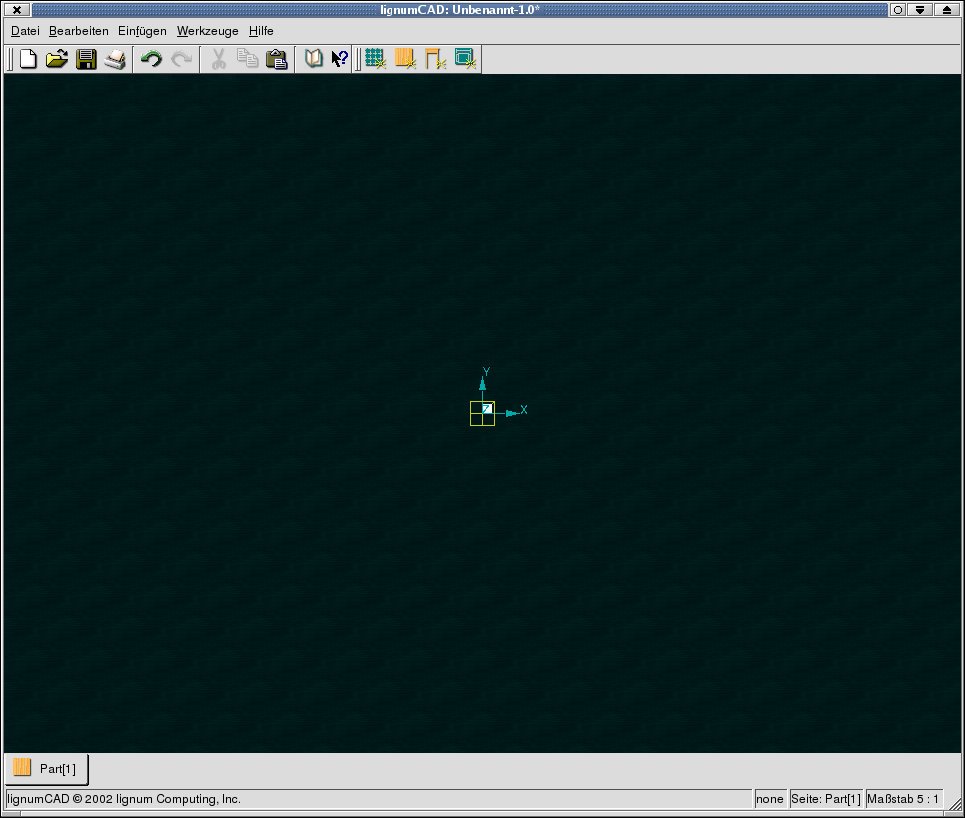 lignumCAD: Unbenannt-1.0*
Datei Bearbeiten Einfügen Werkzeuge Hilfe
Y
Z X
Part[1]
lignumCAD © 2002 lignum Computing, Inc. none Seite: Part[1] Maßstab 5 : 1